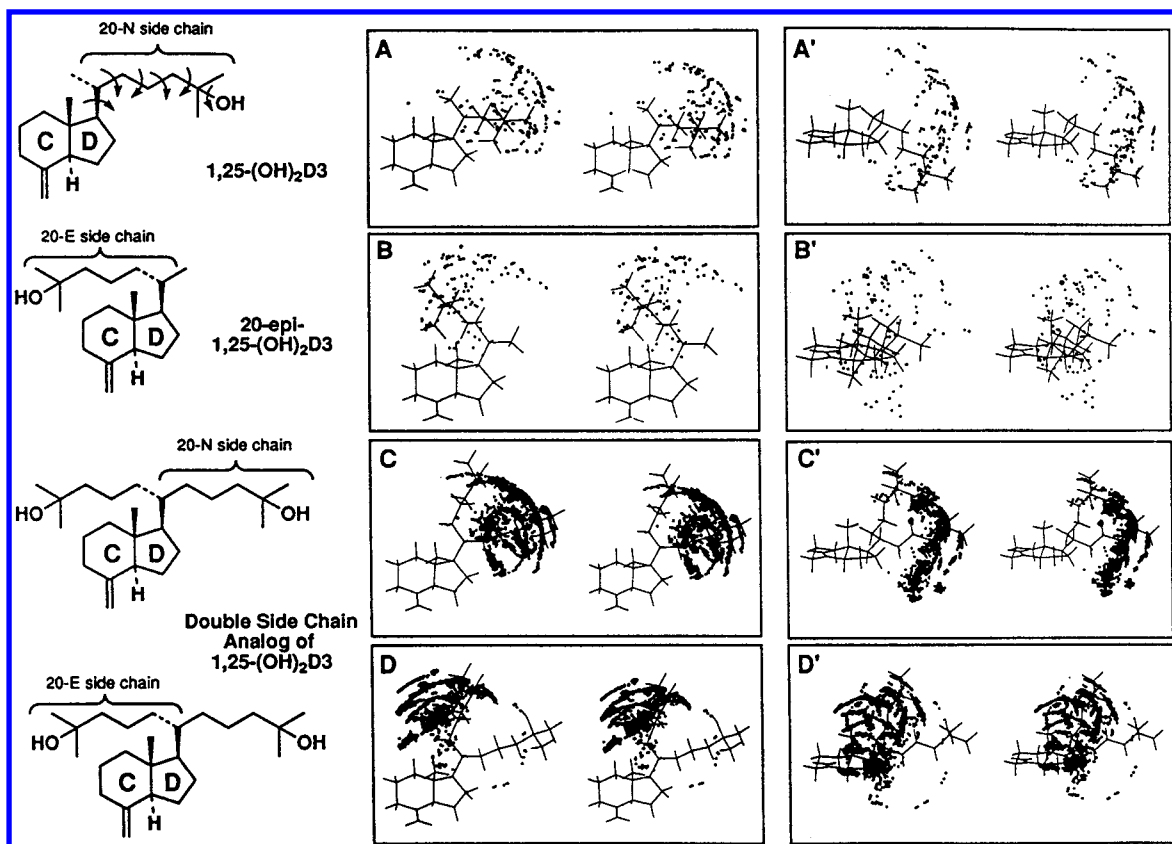 20-N side chain
OH
C D
H
1,25-(OH)2D3
A
A'
20-E side chain
HO
C D
H
20-epi-
1,25-(OH)2D3
B
B'
20-N side chain
HO
OH
C D
H
C
C'
Double Side Chain
Analog of
1,25-(OH)2D3
20-E side chain
HO
OH
C D
H
D
D'